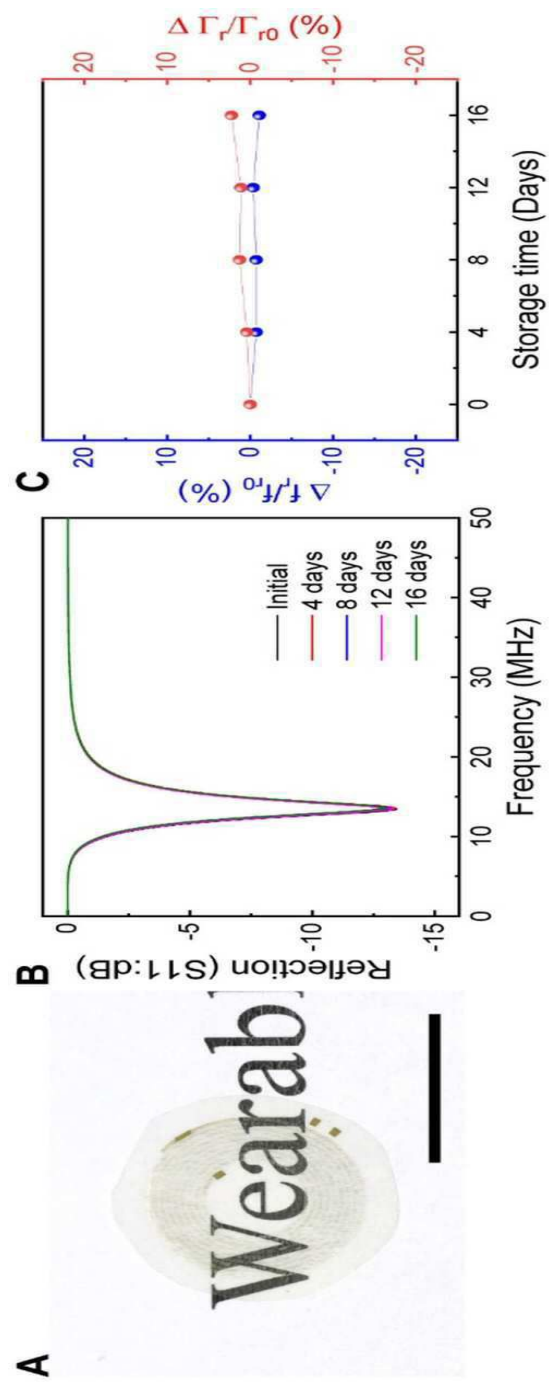 A
Wearabl
B
Reflection (S11:dB)
0
-5
-10
-15
0
10
20
30
40
50
Frequency (MHz)
Initial
4 days
8 days
12 days
16 days
C
Δ fr/fr0 (%)
20
10
0
-10
-20
0
4
8
12
16
Storage time (Days)
20
10
0
-10
-20
Δ Γr/Γr0 (%)